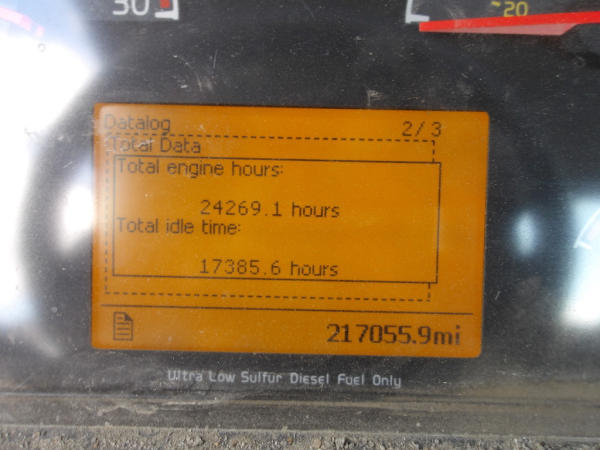 30
~20
Datalog 2/3
Total Data
Total engine hours:
24269.1 hours
Total idle time:
17385.6 hours
217055.9mi
Ultra Low Sulfur Diesel Fuel Only